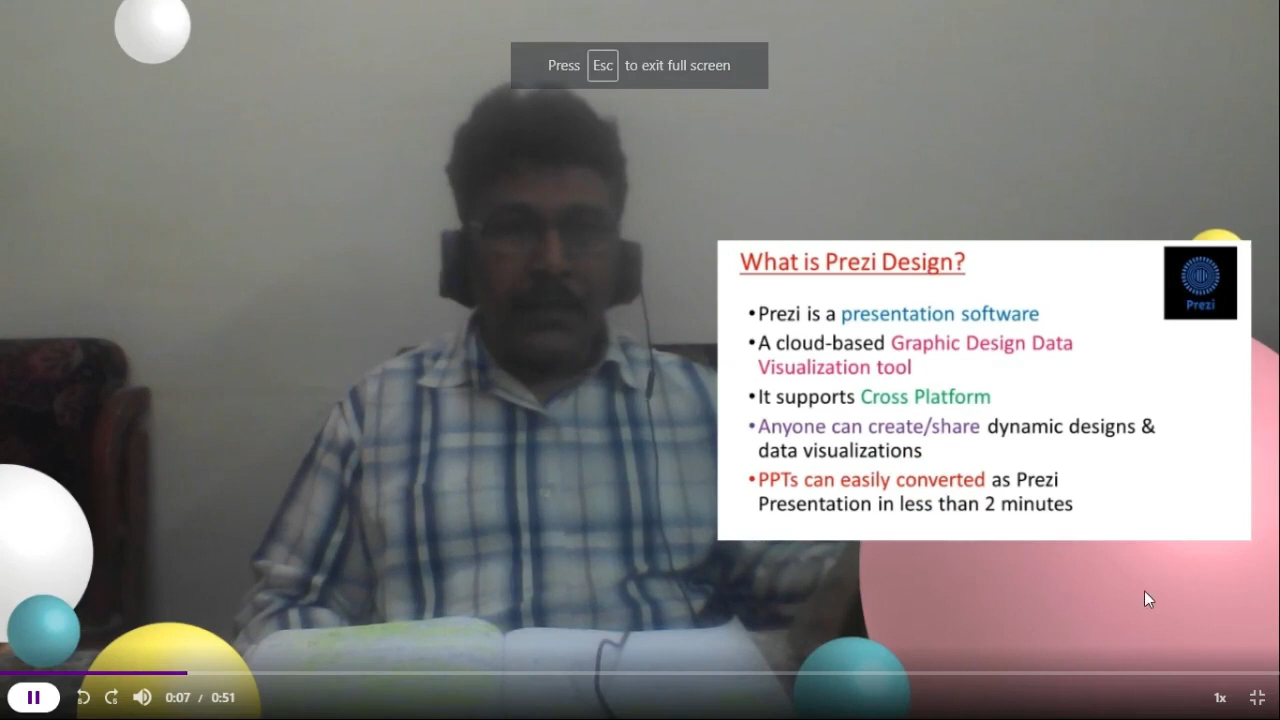 Press Esc to exit full screen
What is Prezi Design?
Prezi
•Prezi is a presentation software
•A cloud-based Graphic Design Data
Visualization tool
•It supports Cross Platform
•Anyone can create/share dynamic designs &
data visualizations
•PPTs can easily converted as Prezi
Presentation in less than 2 minutes
5
5
0:07 / 0:51
1x